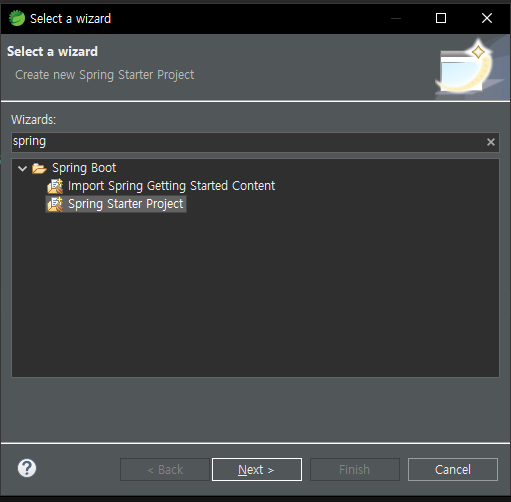 Select a wizard
Select a wizard
Create new Spring Starter Project
Wizards:
spring
Spring Boot
Import Spring Getting Started Content
Spring Starter Project
< Back
Next >
Finish
Cancel